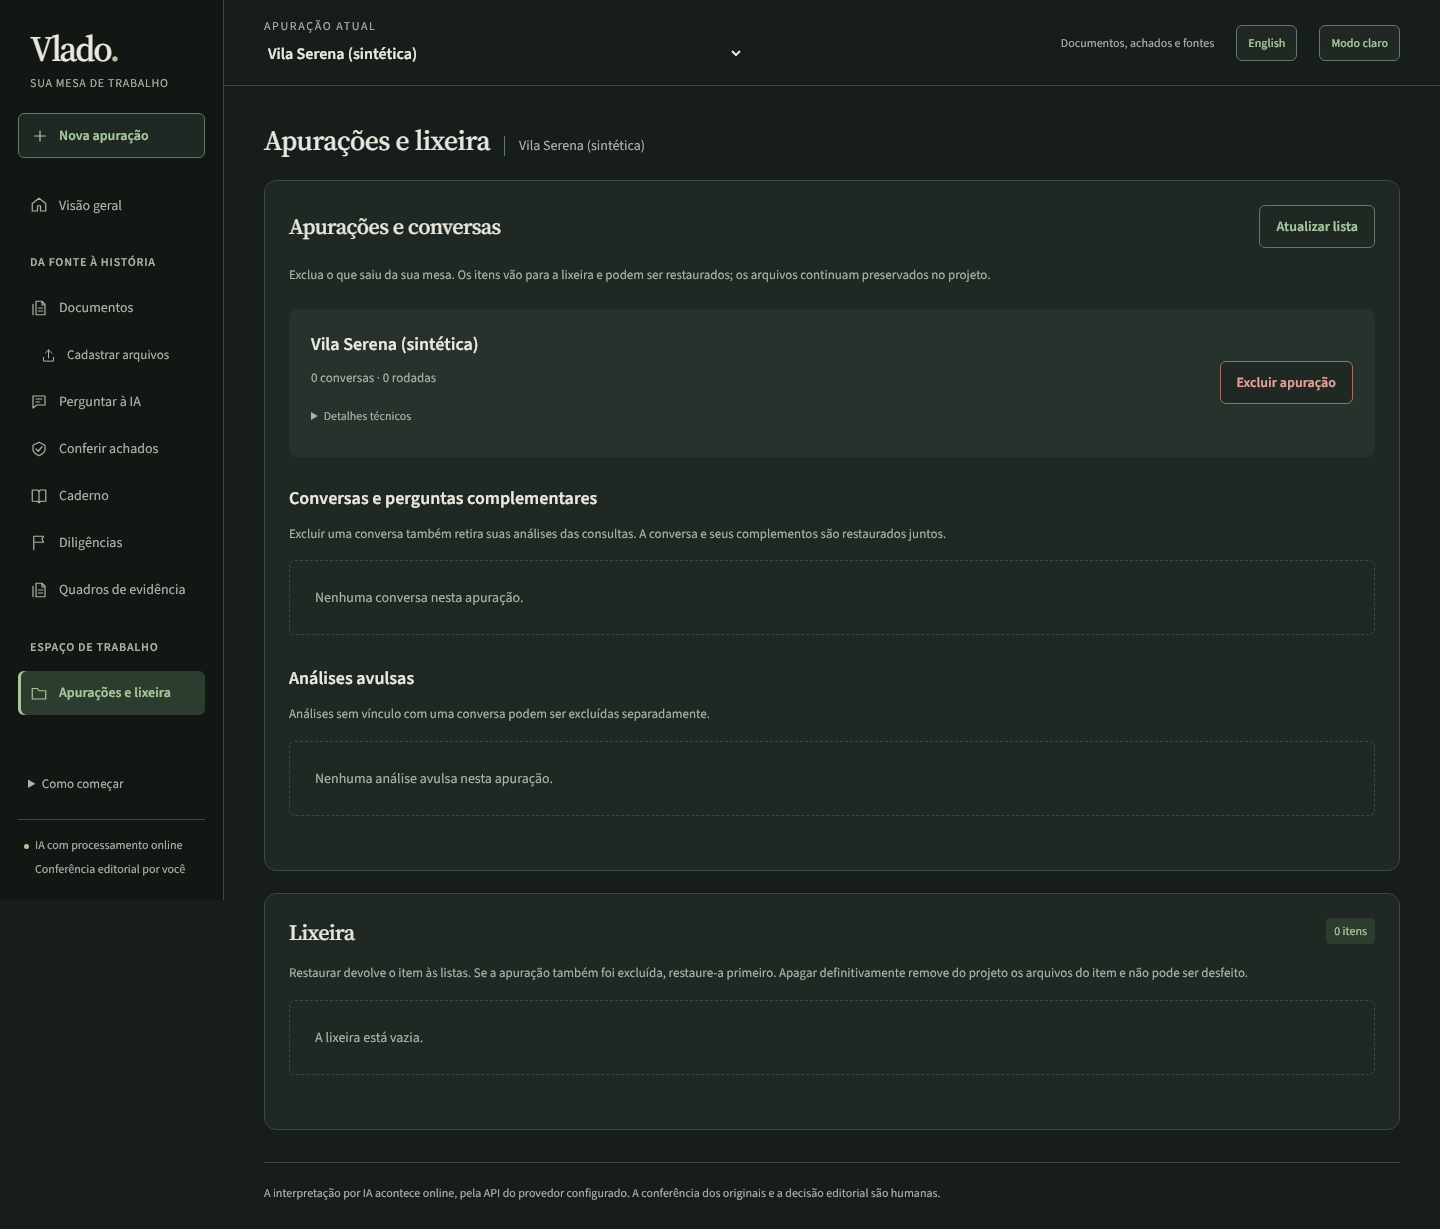 Vlado.
SUA MESA DE TRABALHO
Nova apuração
Visão geral
DA FONTE À HISTÓRIA
Documentos
Cadastrar arquivos
Perguntar à IA
Conferir achados
Caderno
Diligências
Quadros de evidência
ESPAÇO DE TRABALHO
Apurações e lixeira
Como começar
IA com processamento online
Conferência editorial por você
APURAÇÃO ATUAL
Vila Serena (sintética)
Documentos, achados e fontes
English
Modo claro
Apurações e lixeira
Vila Serena (sintética)
Apurações e conversas
Atualizar lista
Exclua o que saiu da sua mesa. Os itens vão para a lixeira e podem ser restaurados; os arquivos continuam preservados no projeto.
Vila Serena (sintética)
0 conversas · 0 rodadas
Detalhes técnicos
Excluir apuração
Conversas e perguntas complementares
Excluir uma conversa também retira suas análises das consultas. A conversa e seus complementos são restaurados juntos.
Nenhuma conversa nesta apuração.
Análises avulsas
Análises sem vínculo com uma conversa podem ser excluídas separadamente.
Nenhuma análise avulsa nesta apuração.
Lixeira
0 itens
Restaurar devolve o item às listas. Se a apuração também foi excluída, restaure-a primeiro. Apagar definitivamente remove do projeto os arquivos do item e não pode ser desfeito.
A lixeira está vazia.
A interpretação por IA acontece online, pela API do provedor configurado. A conferência dos originais e a decisão editorial são humanas.